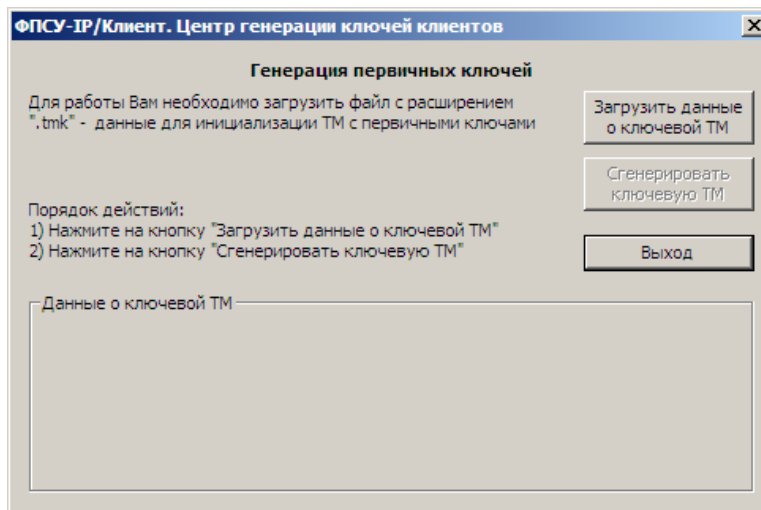 ФПСУ-IP/Клиент. Центр генерации ключей клиентов
Генерация первичных ключей
Для работы Вам необходимо загрузить файл с расширением
".tmk" - данные для инициализации ТМ с первичными ключами
Загрузить данные
о ключевой ТМ
Сгенерировать
ключевую ТМ
Порядок действий:
1) Нажмите на кнопку "Загрузить данные о ключевой ТМ"
2) Нажмите на кнопку "Сгенерировать ключевую ТМ"
Выход
Данные о ключевой ТМ